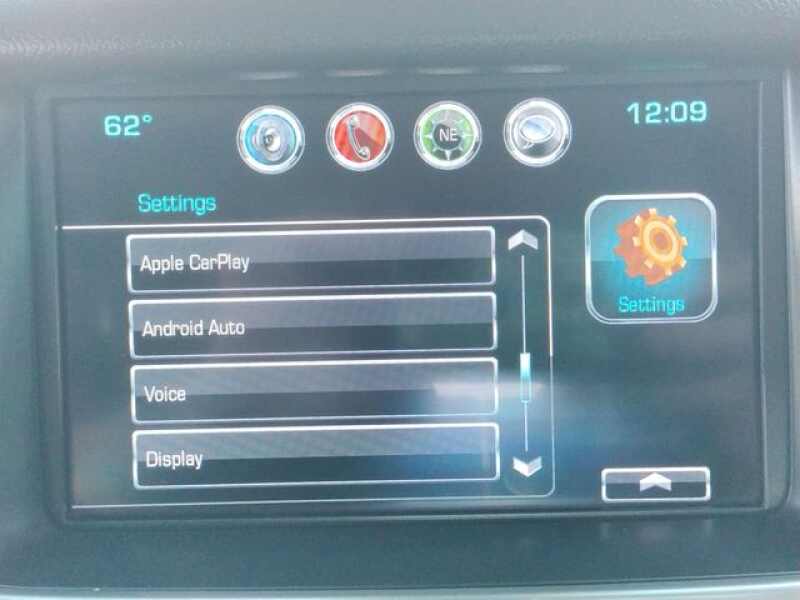 62°
NE
12:09
Settings
Apple CarPlay
Android Auto
Voice
Display
Settings